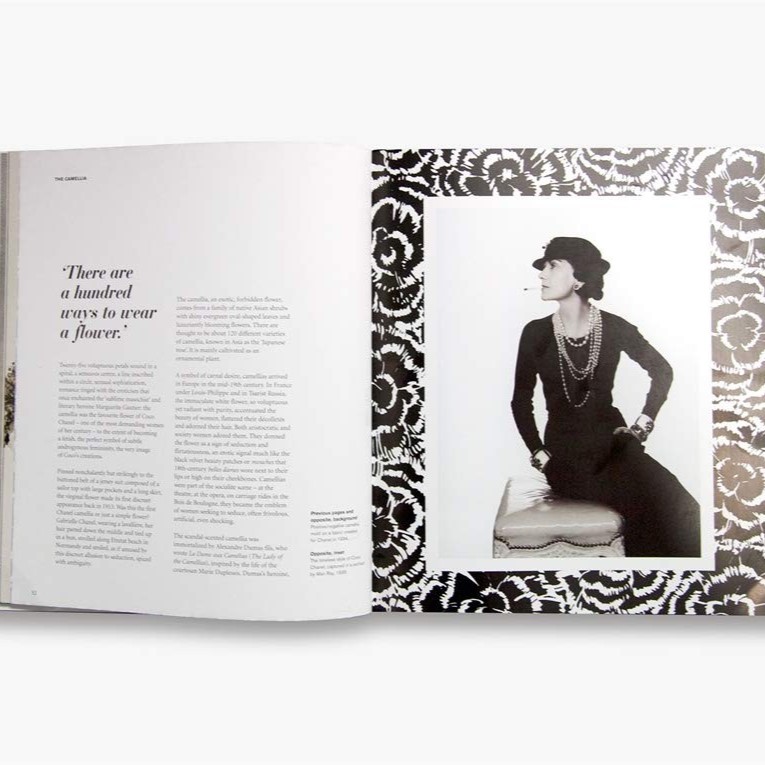 THE CAMELLIA
‘There are
a hundred
ways to wear
a flower.’
Twenty-five voluptuous petals wound in a
spiral, a sensuous centre, a line inscribed
within a circle, sensual sophistication,
romance tinged with the eroticism that
once enchanted the ‘sublime moustachios’ and
literary heroine Marguerite Gautier: the
camellia was the favourite flower of Coco
Chanel – one of the most demanding women
of her century – to the extent of becoming
a fetish, the perfect symbol of subtle
androgynous femininity, the very image
of Coco's creations.
Pinned nonchalantly but strikingly to the
buttoned belt of a jersey suit composed of a
sailor top with large pockets and a long skirt,
the virginal flower made its first discreet
appearance back in 1913. Was this the first
Chanel camellia or just a simple flower?
Gabrielle Chanel, wearing a lavallière, her
hair parted down the middle and tied up
in a bun, strolled along Étretat beach in
Normandy and smiled, as if amused by
this discreet allusion to seduction, spiced
with ambiguity.
The camellia, an exotic, forbidden flower,
comes from a family of native Asian shrubs
with shiny evergreen oval-shaped leaves and
luxuriantly blooming flowers. There are
thought to be about 120 different varieties
of camellia, known in Asia as the ‘Japanese
rose’. It is mainly cultivated as an
ornamental plant.
A symbol of carnal desire, camellias arrived
in Europe in the mid-19th century. In France
under Louis-Philippe and in Tsarist Russia,
the immaculate white flower, so voluptuous
yet radiant with purity, accentuated the
beauty of women, flattered their décolletés
and adorned their hair. Both aristocratic and
society women adored them. They donned
the flower as a sign of seduction and
flirtatiousness, an erotic signal much like the
black velvet beauty patches or mouches that
18th-century belles dames wore next to their
lips or high on their cheekbones. Camellias
were part of the socialite scene – at the
theatre, at the opera, on carriage rides in the
Bois de Boulogne, they became the emblem
of women seeking to seduce, often frivolous,
artificial, even shocking.
The scandal-scented camellia was
immortalized by Alexandre Dumas fils, who
wrote La Dame aux Camélias (The Lady of
the Camellias), inspired by the life of the
courtesan Marie Duplessis. Dumas's heroine,
Previous pages and
opposite, background
Opposite, inset
Chanel, captured in a portrait
by Man Ray,